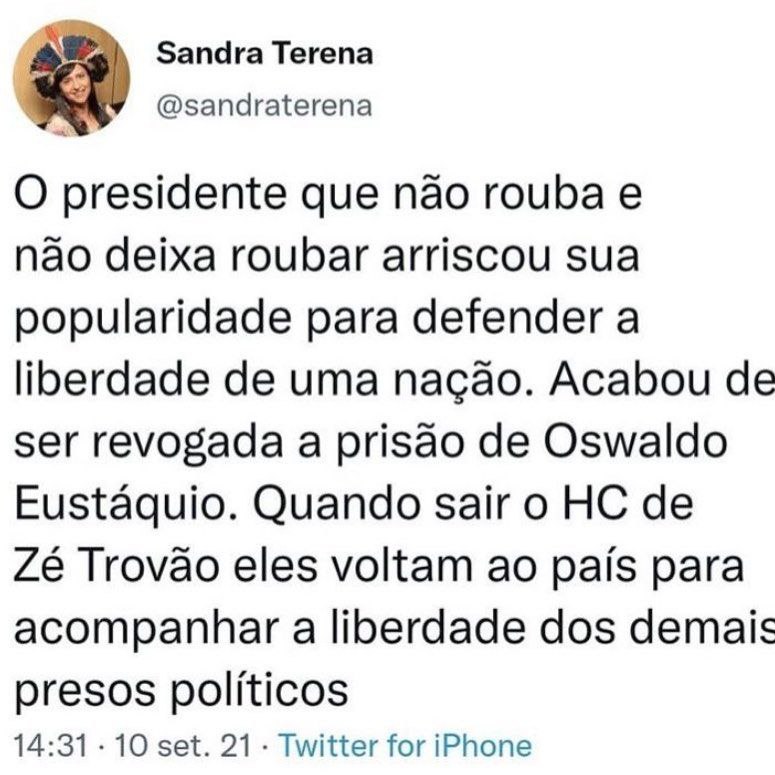 Sandra Terena
@sandraterena
O presidente que não rouba e
não deixa roubar arriscou sua
popularidade para defender a
liberdade de uma nação. Acabou de
ser revogada a prisão de Oswaldo
Eustáquio. Quando sair o HC de
Zé Trovão eles voltam ao país para
acompanhar a liberdade dos demais
presos políticos
14:31 · 10 set. 21 · Twitter for iPhone